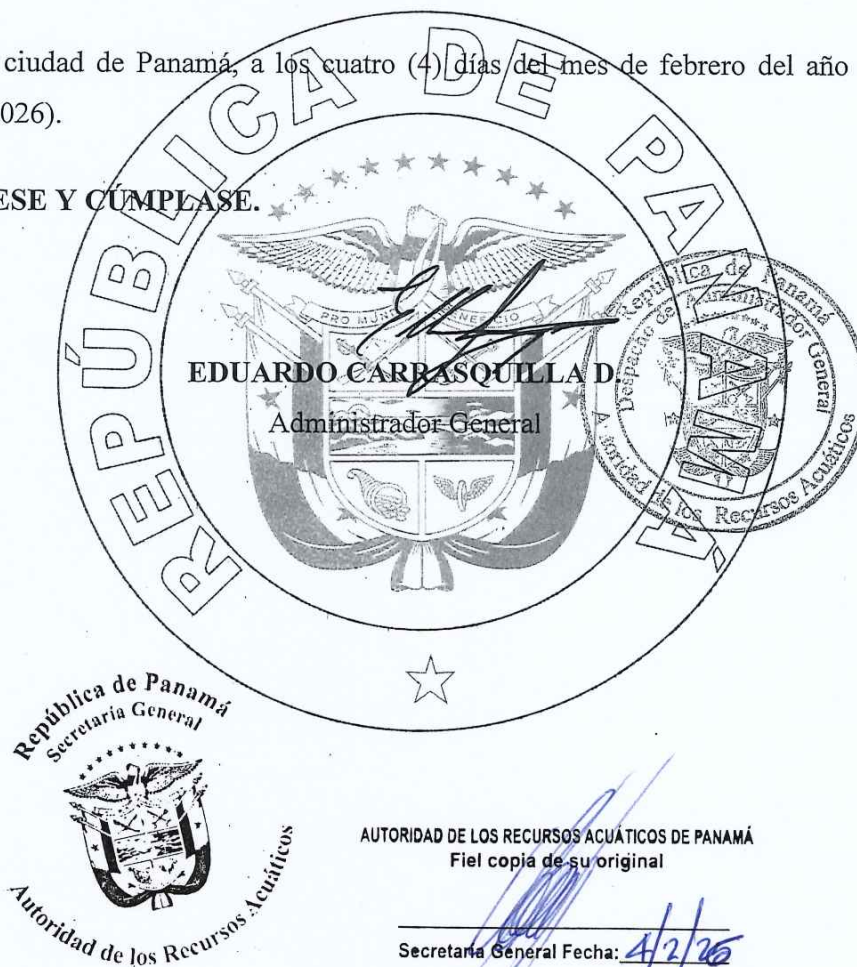 ciudad de Panamá, a los cuatro (4) días del mes de febrero del año
026).
ESE Y CÚMPLASE.
REPÚBLICA DE PANAMÁ
PRO MUNDI BENEFICIO
EDUARDO CARRASQUILLA D.
Administrador General
República de Panamá
Despacho de Administrador General
Autoridad de los Recursos Acuáticos
República de Panamá
Secretaría General
Autoridad de los Recursos Acuáticos
AUTORIDAD DE LOS RECURSOS ACUÁTICOS DE PANAMÁ
Fiel copia de su original
Secretaría General Fecha: 4/2/26